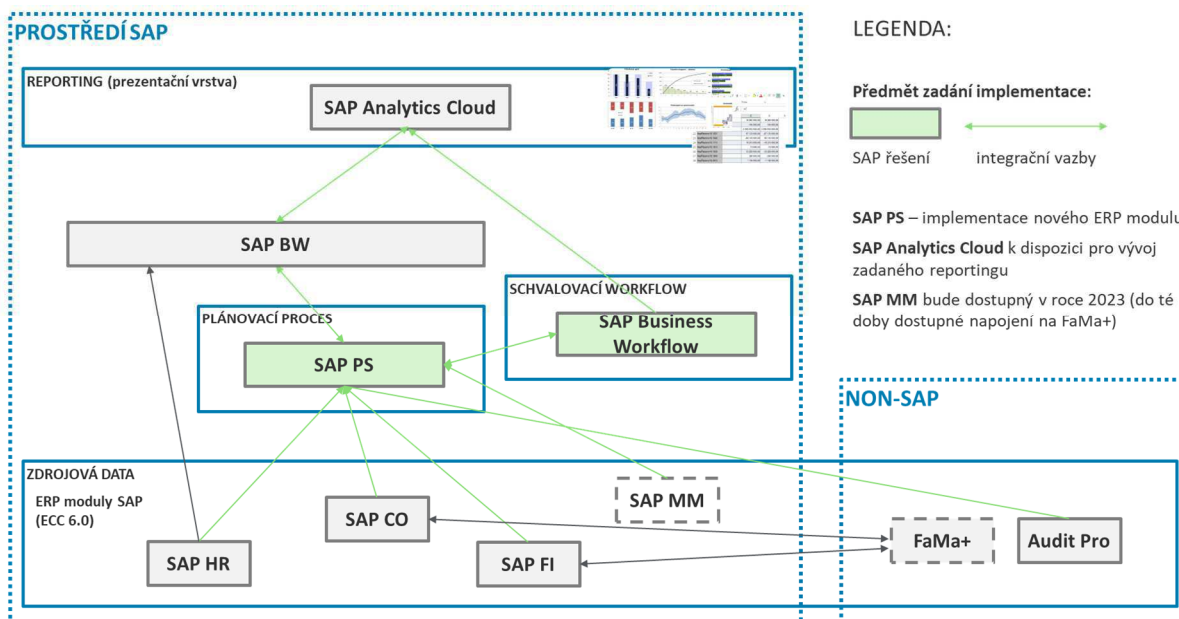 PROSTŘEDÍ SAP
REPORTING (prezentační vrstva)
SAP Analytics Cloud
SAP BW
PLÁNOVACÍ PROCES
SAP PS
SCHVALOVACÍ WORKFLOW
SAP Business
Workflow
ZDROJOVÁ DATA
ERP moduly SAP
(ECC 6.0)
SAP HR
SAP CO
SAP FI
SAP MM
LEGENDA:
Předmět zadání implementace:
SAP řešení
integrační vazby
SAP PS – implementace nového ERP modulu
SAP Analytics Cloud k dispozici pro vývoj
zadaného reportingu
SAP MM bude dostupný v roce 2023 (do té
doby dostupné napojení na FaMa+)
NON-SAP
FaMa+
Audit Pro